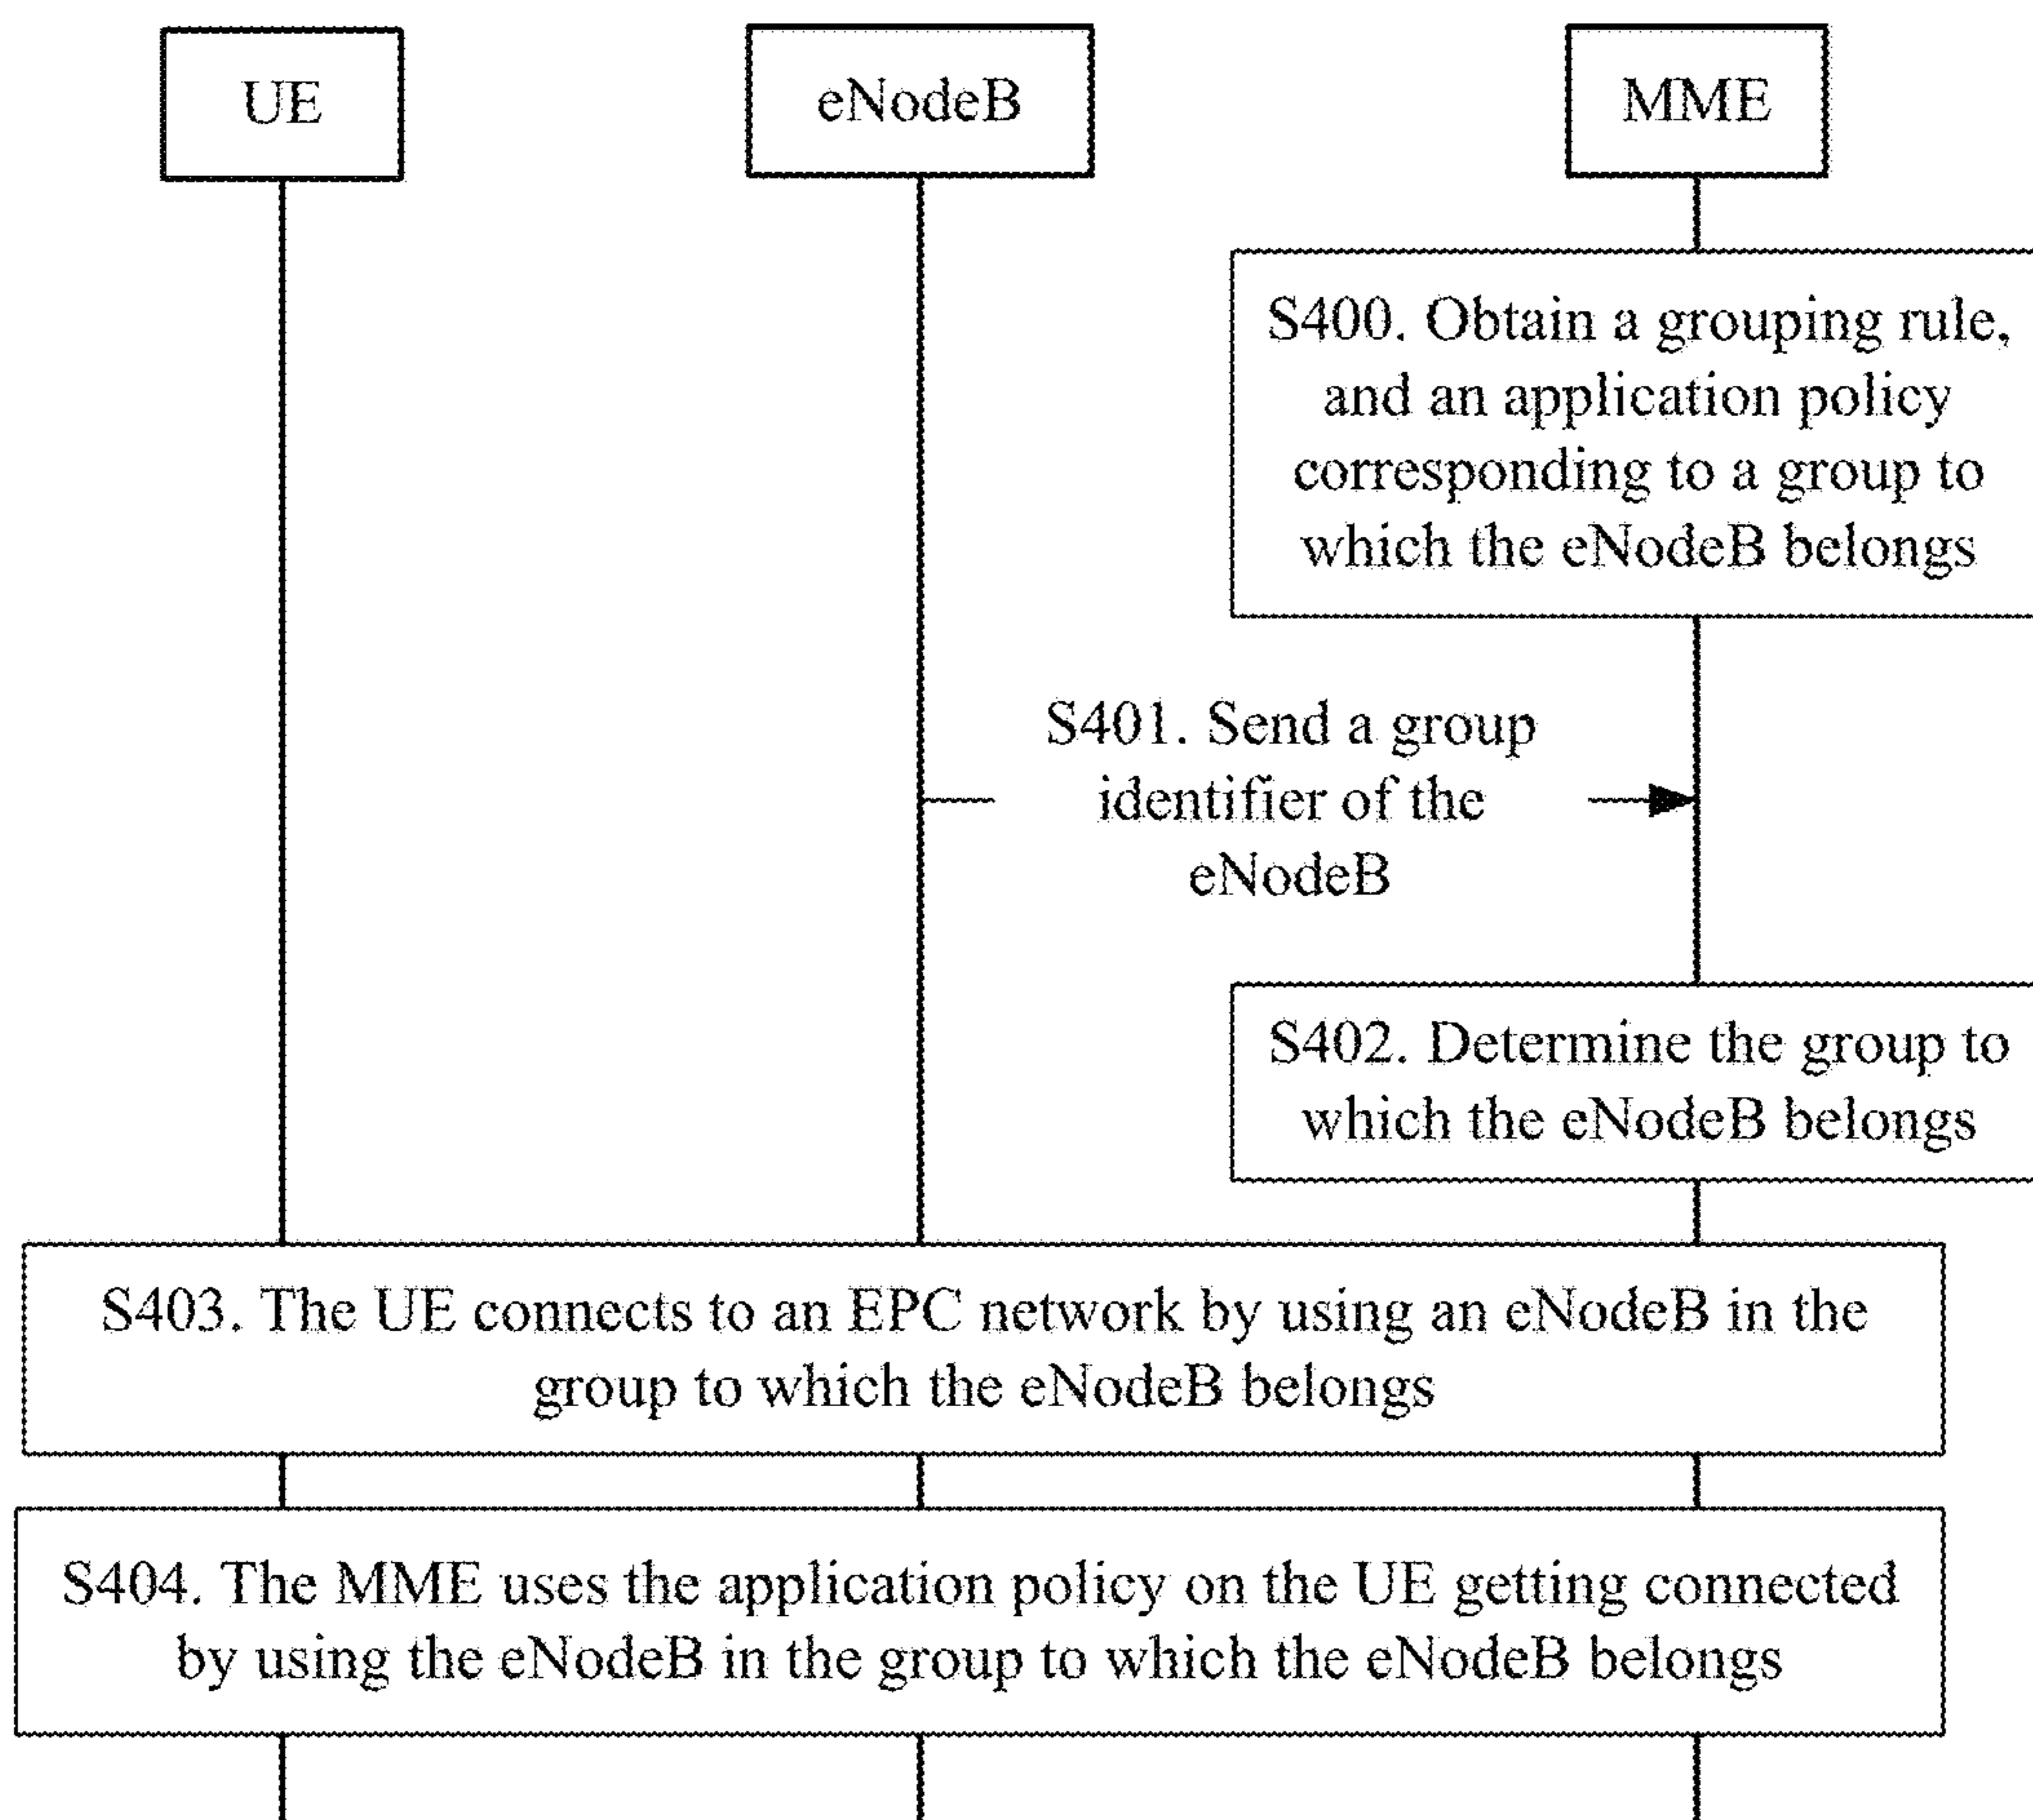 UE
eNodeB
MME
S400. Obtain a grouping rule,
and an application policy
corresponding to a group to
which the eNodeB belongs
S401. Send a group
identifier of the
eNodeB
S402. Determine the group to
which the eNodeB belongs
S403. The UE connects to an EPC network by using an eNodeB in the
group to which the eNodeB belongs
S404. The MME uses the application policy on the UE getting connected
by using the eNodeB in the group to which the eNodeB belongs